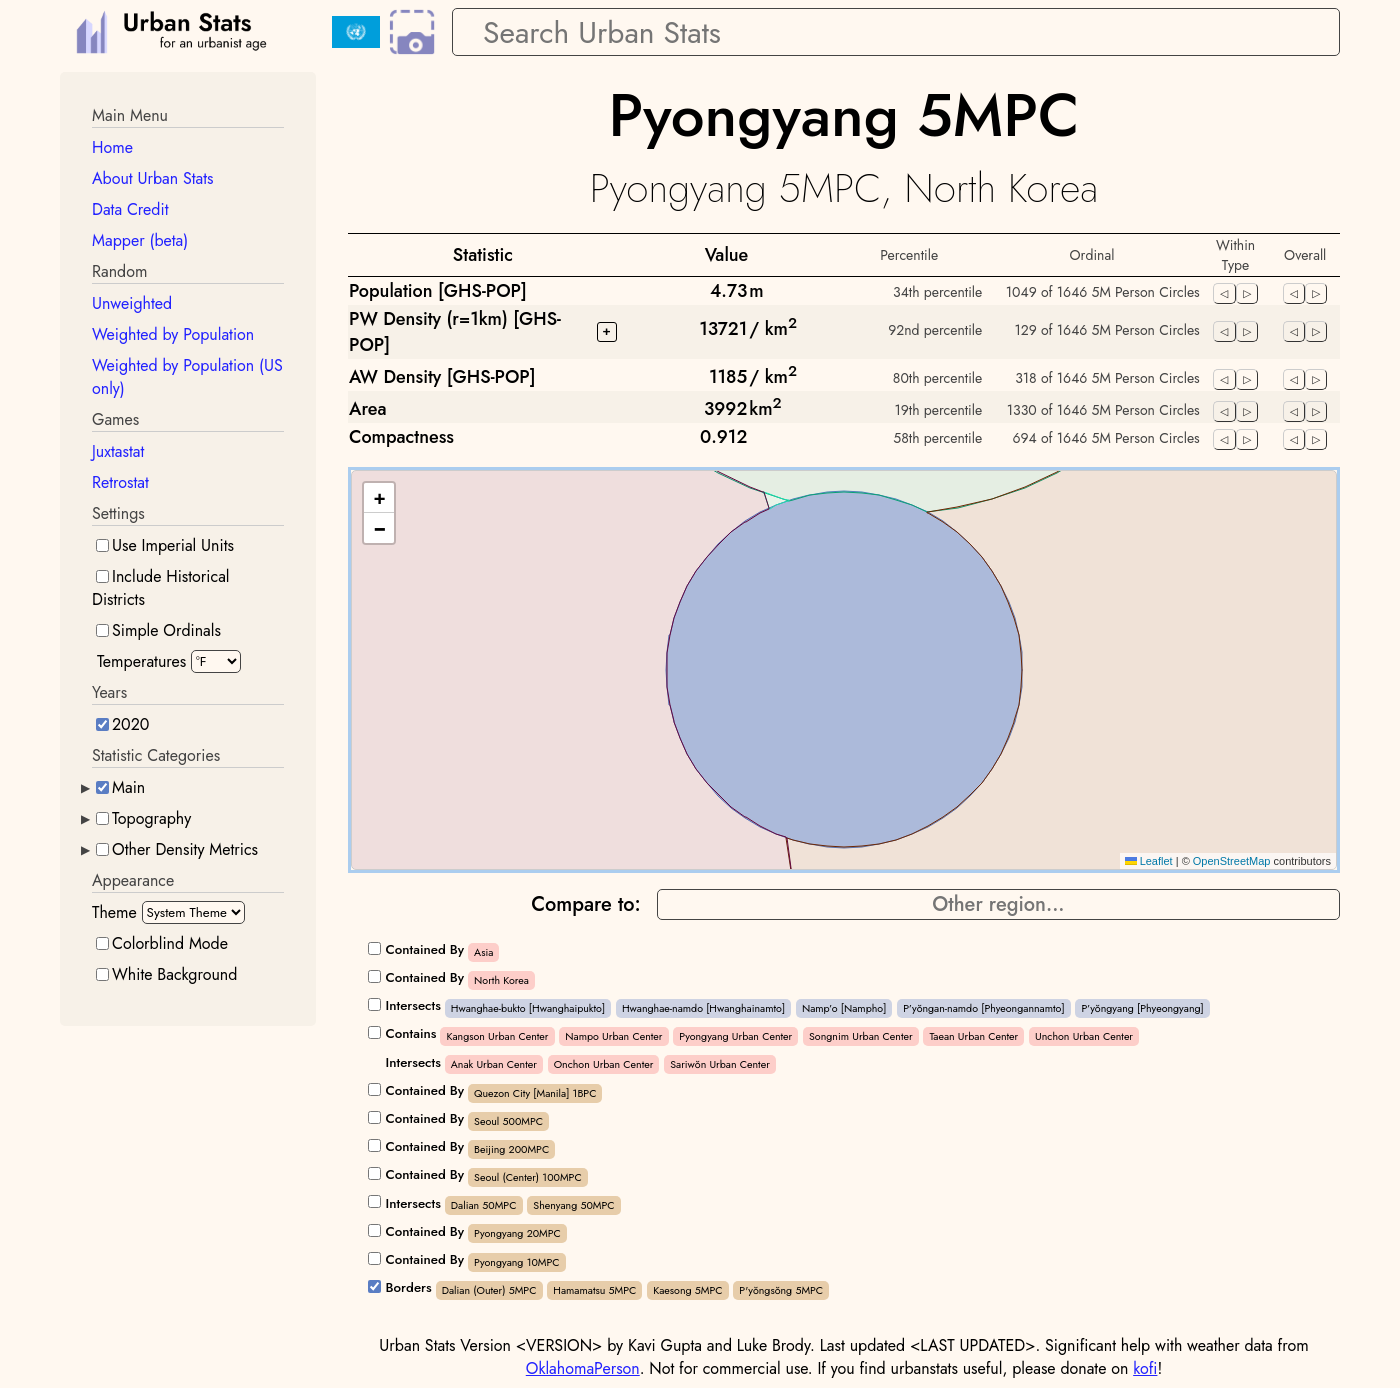 Urban Stats
for an urbanist age
Search Urban Stats
Main Menu
Home
About Urban Stats
Data Credit
Mapper (beta)
Random
Unweighted
Weighted by Population
Weighted by Population (US
only)
Games
Juxtastat
Retrostat
Settings
Use Imperial Units
Include Historical
Districts
Simple Ordinals
Temperatures °F
Years
2020
Statistic Categories
Main
Topography
Other Density Metrics
Appearance
Theme System Theme
Colorblind Mode
White Background
Pyongyang 5MPC
Pyongyang 5MPC, North Korea
Statistic Value Percentile Ordinal Within Type Overall
Population [GHS-POP] 4.73m 34th percentile 1049 of 1646 5M Person Circles
PW Density (r=1km) [GHS-POP] + 13721/ km² 92nd percentile 129 of 1646 5M Person Circles
AW Density [GHS-POP] 1185/ km² 80th percentile 318 of 1646 5M Person Circles
Area 3992km² 19th percentile 1330 of 1646 5M Person Circles
Compactness 0.912 58th percentile 694 of 1646 5M Person Circles
+
−
Leaflet | © OpenStreetMap contributors
Compare to: Other region...
Contained By Asia
Contained By North Korea
Intersects Hwanghae-bukto [Hwanghaipukto] Hwanghae-namdo [Hwanghainamto] Namp'o [Nampho] P'yŏngan-namdo [Phyeongannamto] P'yŏngyang [Phyeongyang]
Contains Kangson Urban Center Nampo Urban Center Pyongyang Urban Center Songnim Urban Center Taean Urban Center Unchon Urban Center
Intersects Anak Urban Center Onchon Urban Center Sariwŏn Urban Center
Contained By Quezon City [Manila] 1BPC
Contained By Seoul 500MPC
Contained By Beijing 200MPC
Contained By Seoul (Center) 100MPC
Intersects Dalian 50MPC Shenyang 50MPC
Contained By Pyongyang 20MPC
Contained By Pyongyang 10MPC
Borders Dalian (Outer) 5MPC Hamamatsu 5MPC Kaesong 5MPC P'yŏngsŏng 5MPC
Urban Stats Version <VERSION> by Kavi Gupta and Luke Brody. Last updated <LAST UPDATED>. Significant help with weather data from
OklahomaPerson. Not for commercial use. If you find urbanstats useful, please donate on kofi!